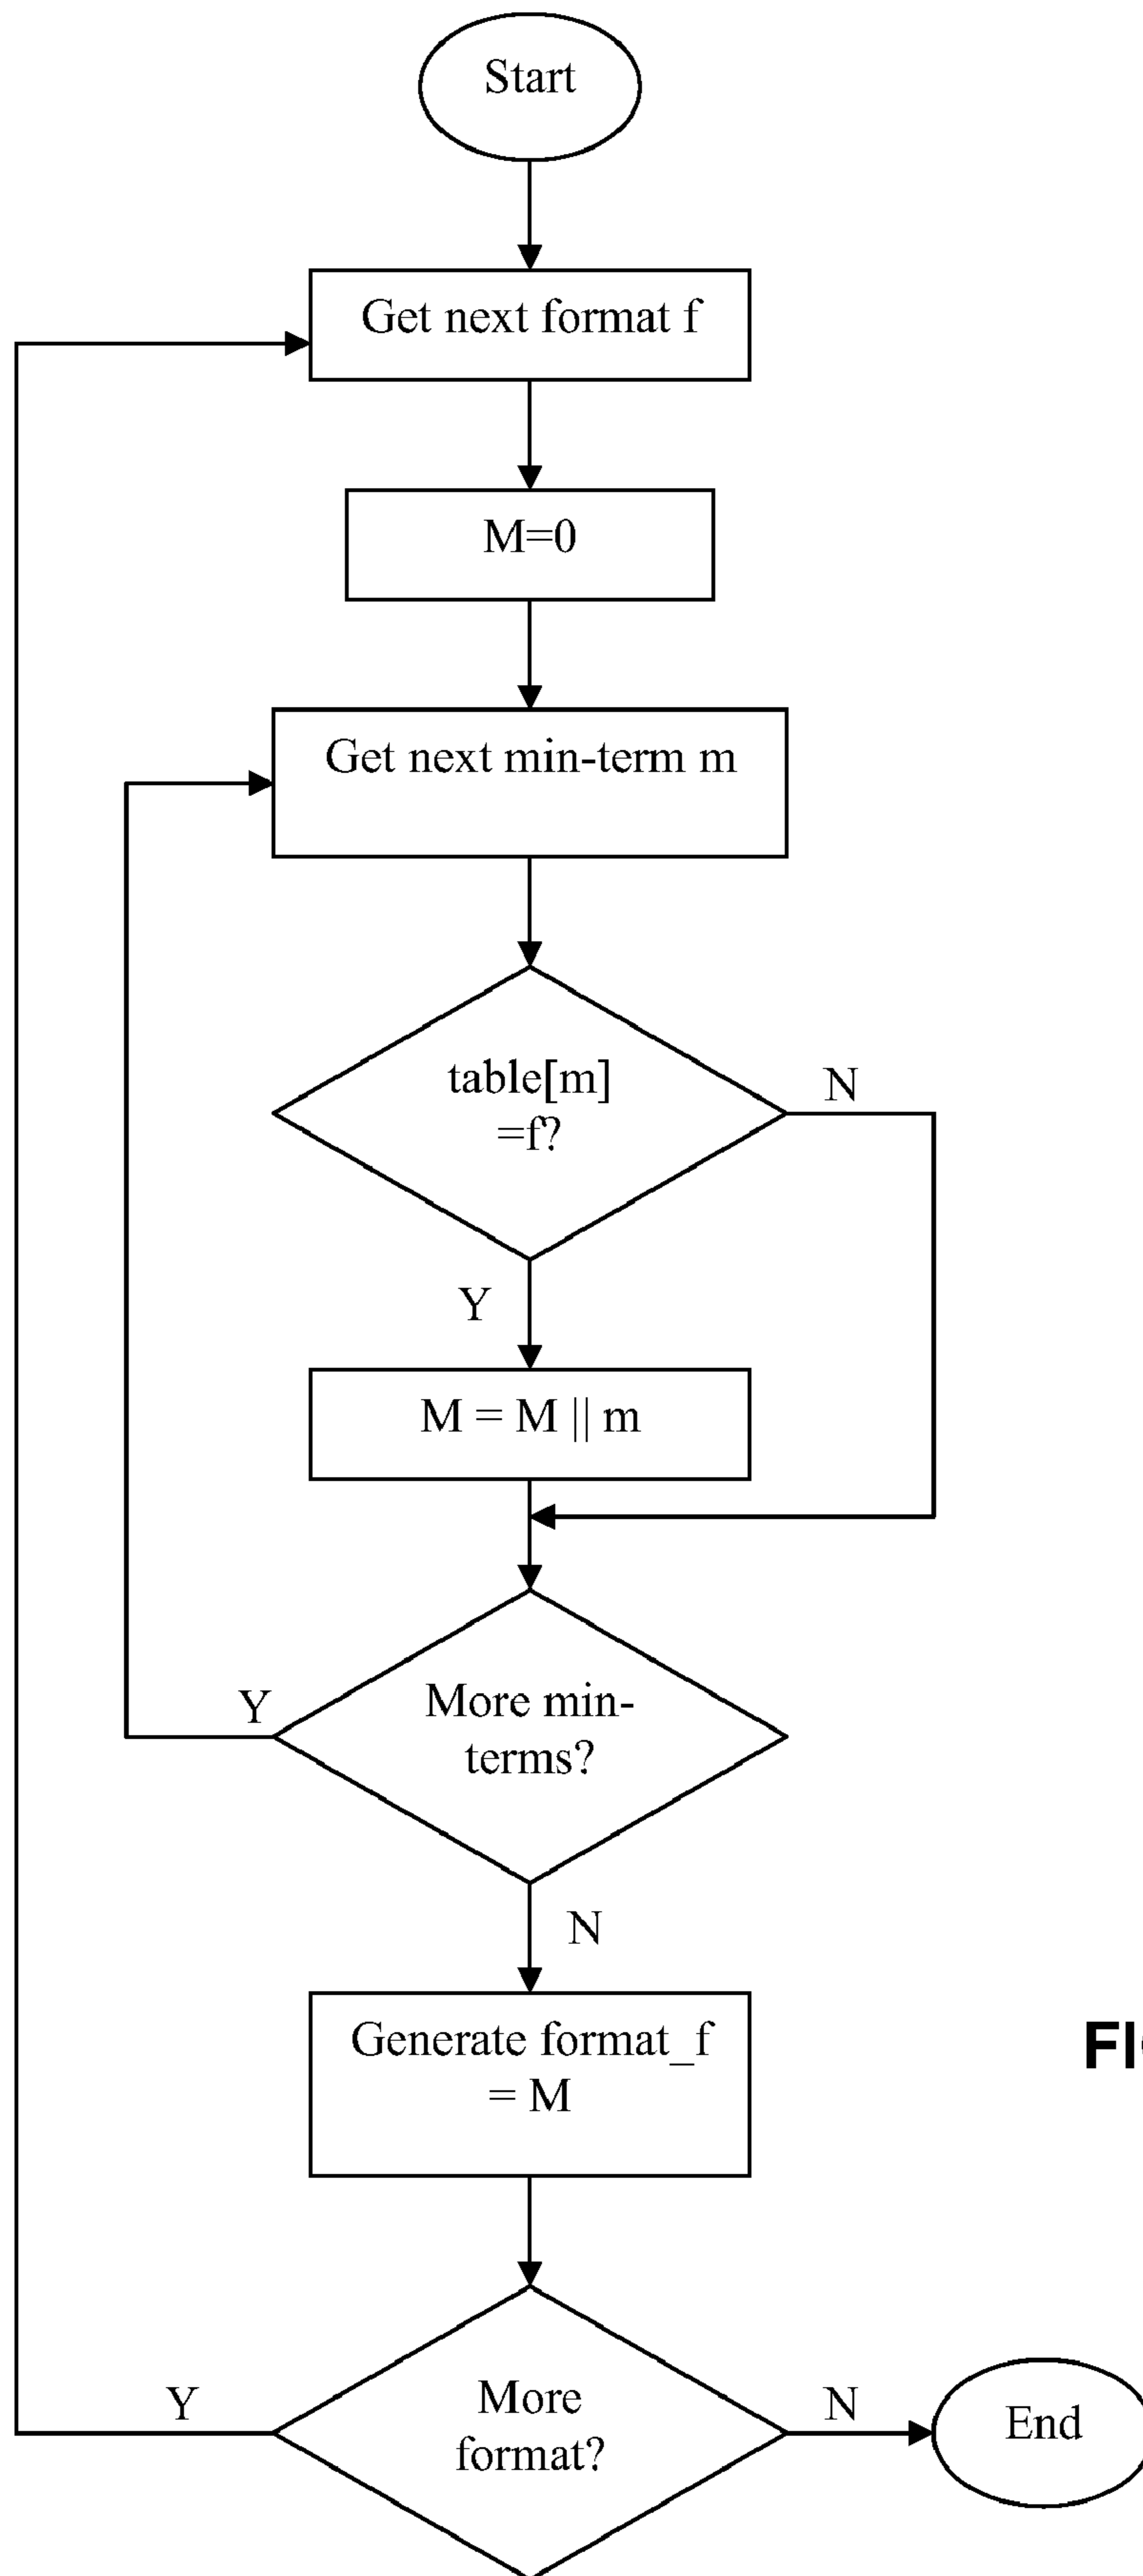 Start
Get next format f
M=0
Get next min-term m
table[m]
=f?
N
Y
M = M || m
More min-
terms?
Y
N
Generate format_f
= M
More
format?
Y
N
End